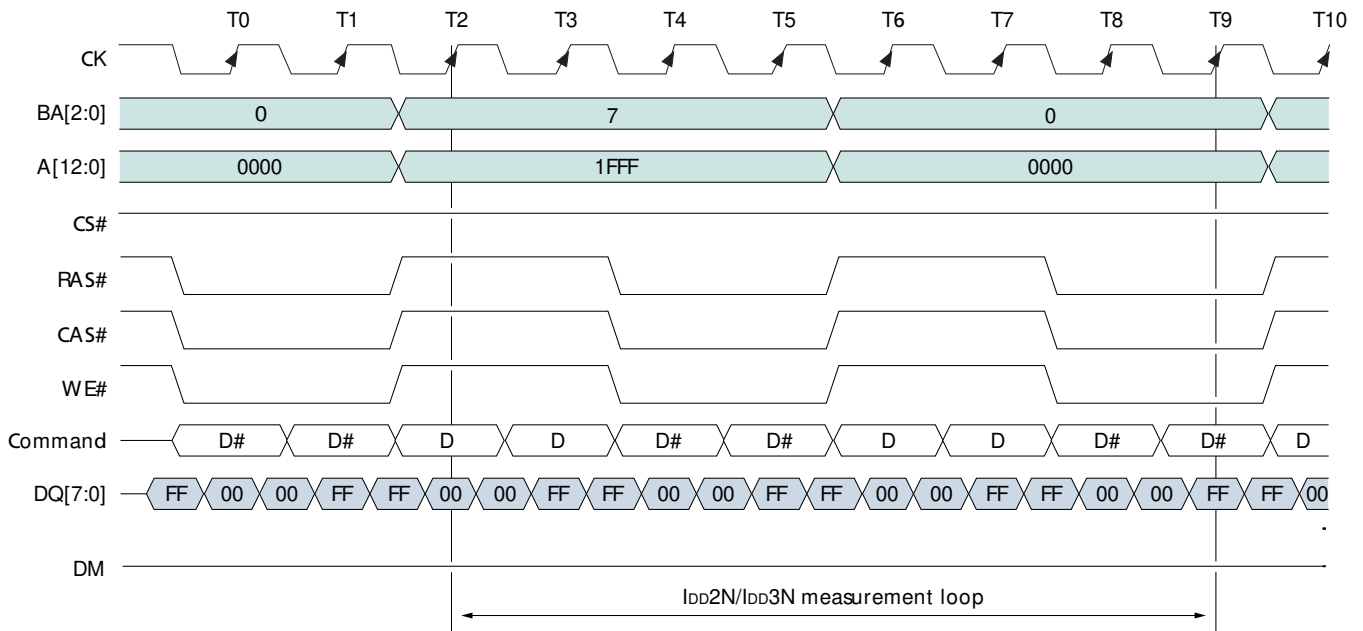 T0 T1 T2 T3 T4 T5 T6 T7 T8 T9 T10
CK
BA[2:0] 0 7 0
A[12:0] 0000 1FFF 0000
CS#
RAS#
CAS#
WE#
Command D# D# D D D# D# D D D# D# D
DQ[7:0] FF 00 00 FF FF 00 00 FF FF 00 00 FF FF 00 00 FF FF 00 00 FF FF 00
DM
IDD2N/IDD3N measurement loop